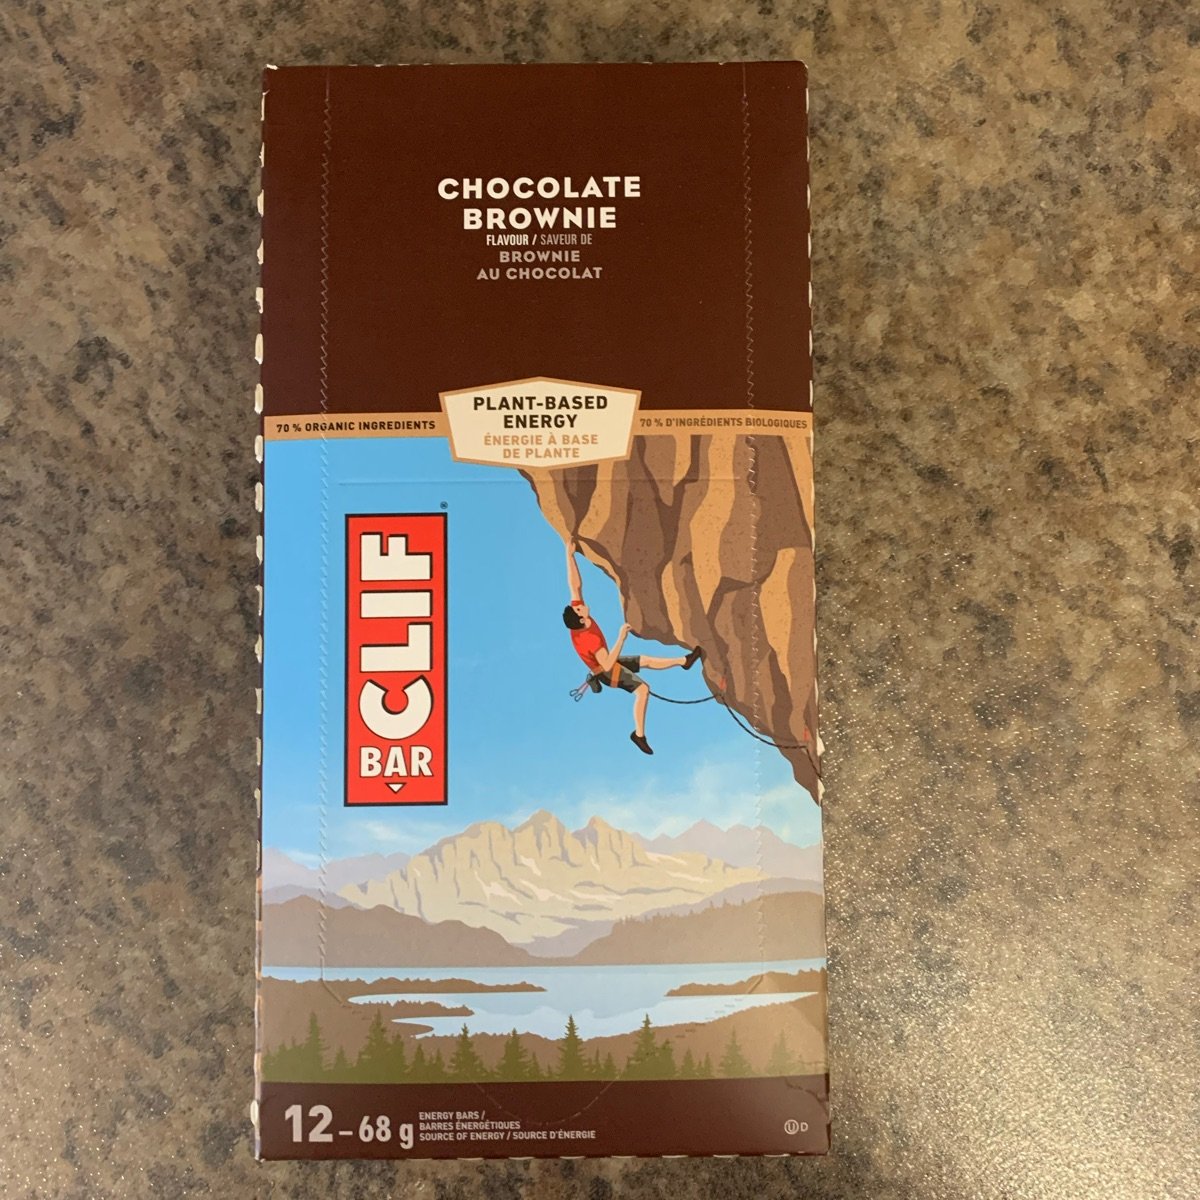 CHOCOLATE
BROWNIE
FLAVOUR / SAVEUR DE
BROWNIE
AU CHOCOLAT
70 % ORGANIC INGREDIENTS
PLANT-BASED
ENERGY
ÉNERGIE À BASE
DE PLANTE
70 % D'INGRÉDIENTS BIOLOGIQUES
CLIF®
BAR
12 – 68 g
ENERGY BARS /
BARRES ÉNERGÉTIQUES
SOURCE OF ENERGY / SOURCE D'ÉNERGIE
Ⓤ D